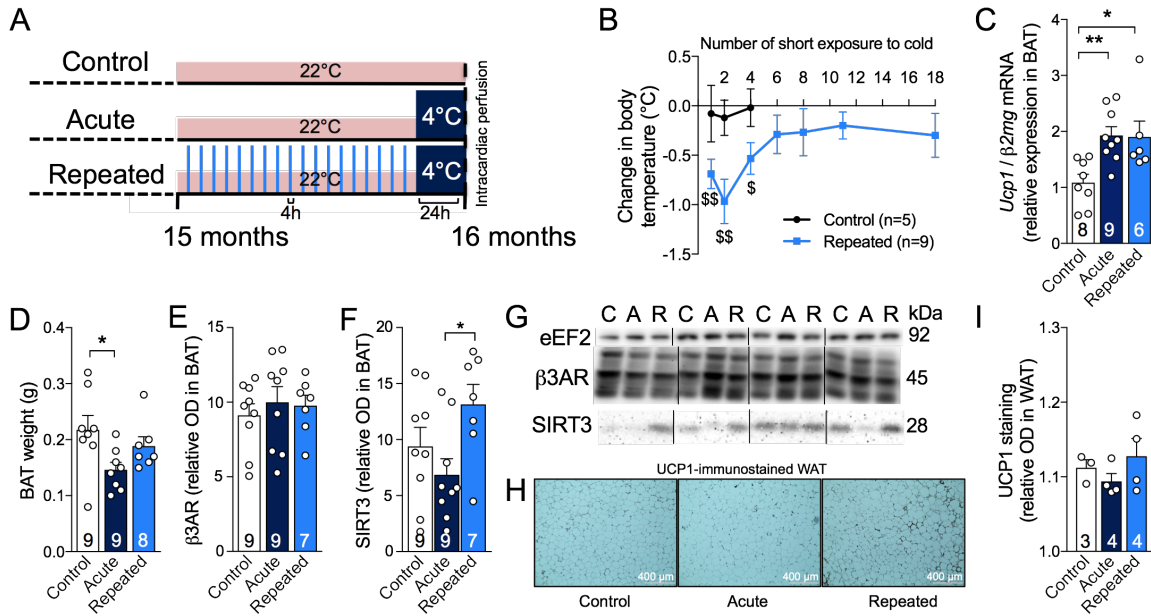 A
Control
22°C
Acute
22°C
4°C
Repeated
22°C
4°C
4h
24h
15 months
16 months
Intracardiac perfusion
B
Number of short exposure to cold
2 4 6 8 10 12 14 16 18
0.5
0.0
-0.5
-1.0
-1.5
Change in body
temperature (°C)
$$
$$
$
Control (n=5)
Repeated (n=9)
C
Ucp1 / β2mg mRNA
(relative expression in BAT)
4
3
2
1
0
*
**
8
9
6
Control
Acute
Repeated
D
BAT weight (g)
0.4
0.3
0.2
0.1
0.0
*
9
9
8
Control
Acute
Repeated
E
β3AR (relative OD in BAT)
15
10
5
0
9
9
7
Control
Acute
Repeated
F
SIRT3 (relative OD in BAT)
20
15
10
5
0
*
9
9
7
Control
Acute
Repeated
G
C A R C A R C A R C A R kDa
eEF2 92
β3AR 45
SIRT3 28
H
UCP1-immunostained WAT
400 µm
400 µm
400 µm
Control
Acute
Repeated
I
UCP1 staining
(relative OD in WAT)
1.3
1.2
1.1
1.0
3
4
4
Control
Acute
Repeated